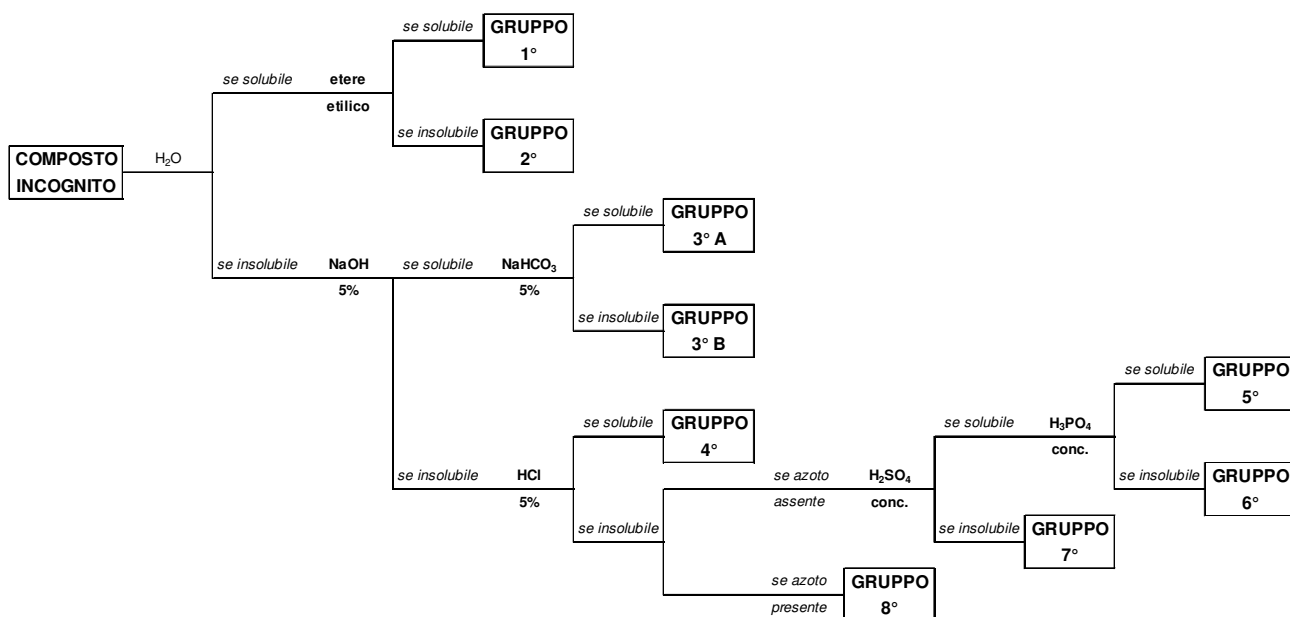 COMPOSTO
INCOGNITO
H₂O
se solubile
etere
etilico
se solubile
GRUPPO
1°
se insolubile
GRUPPO
2°
se insolubile
NaOH
5%
se solubile
NaHCO₃
5%
se solubile
GRUPPO
3° A
se insolubile
GRUPPO
3° B
se insolubile
HCl
5%
se solubile
GRUPPO
4°
se insolubile
se azoto
assente
H₂SO₄
conc.
se solubile
H₃PO₄
conc.
se solubile
GRUPPO
5°
se insolubile
GRUPPO
6°
se insolubile
GRUPPO
7°
se azoto
presente
GRUPPO
8°